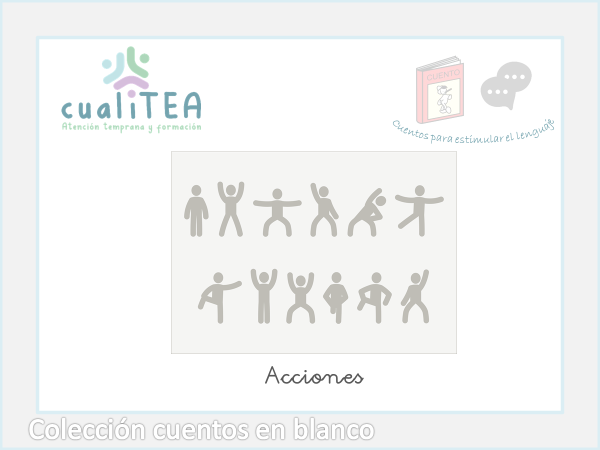 cualiTEA
Atención temprana y formación
CUENTO
Cuentos para estimular el lenguaje
Acciones
Colección cuentos en blanco